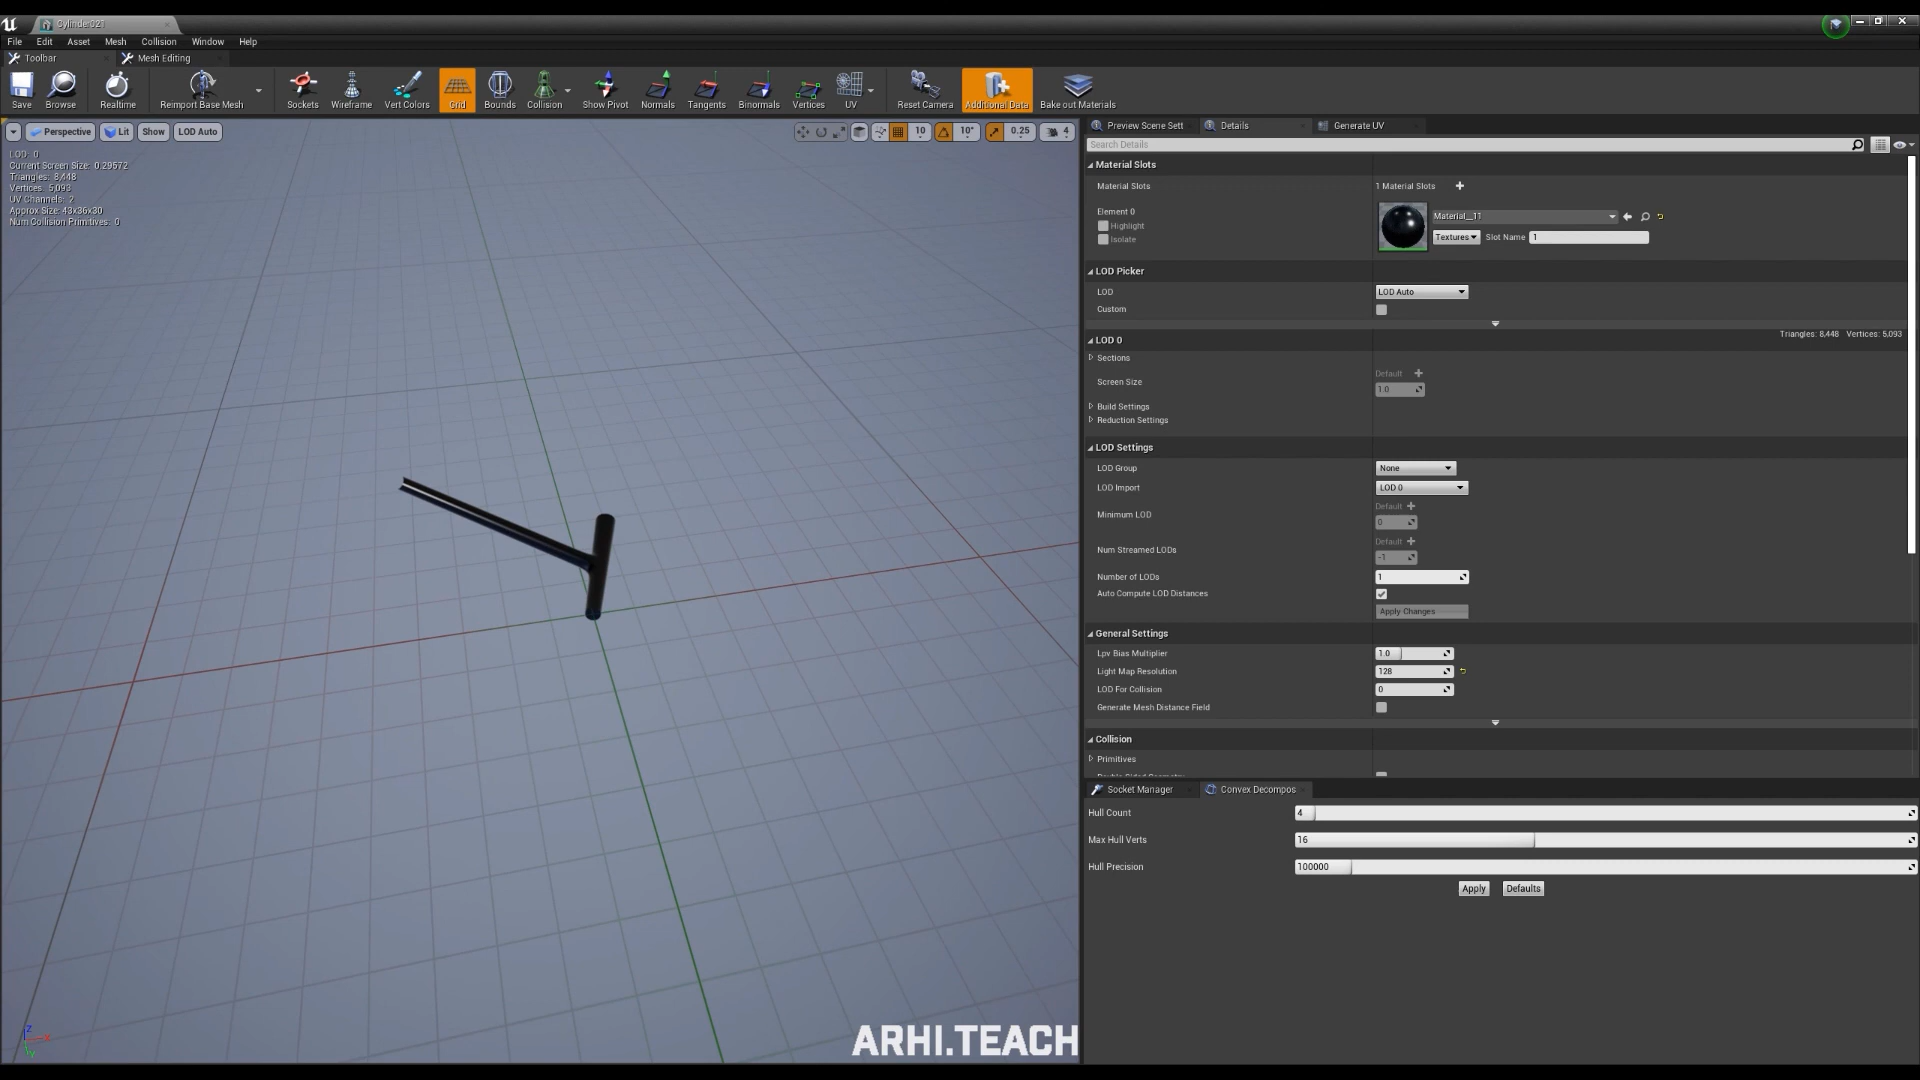 Cylinder021
File Edit Asset Mesh Collision Window Help
Toolbar Mesh Editing
Save Browse Realtime Reimport Base Mesh Sockets Wireframe Vert Colors Grid Bounds Collision Show Pivot Normals Tangents Binormals Vertices UV Reset Camera Additional Data Bake out Materials
Perspective Lit Show LOD Auto 10 10° 0.25 4
LOD: 0
Current Screen Size: 0.29572
Triangles: 8,448
Vertices: 5,093
UV Channels: 2
Approx Size: 43x36x30
Num Collision Primitives: 0
Z
X
Y
ARHI.TEACH
Preview Scene Sett Details Generate UV
Search Details
Material Slots
Material Slots 1 Material Slots
Element 0
Highlight
Isolate
Material__11
Textures Slot Name 1
LOD Picker
LOD LOD Auto
Custom
LOD 0 Triangles: 8,448 Vertices: 5,093
Sections
Screen Size Default
1.0
Build Settings
Reduction Settings
LOD Settings
LOD Group None
LOD Import LOD 0
Minimum LOD Default
0
Num Streamed LODs Default
-1
Number of LODs 1
Auto Compute LOD Distances
Apply Changes
General Settings
Lpv Bias Multiplier 1.0
Light Map Resolution 128
LOD For Collision 0
Generate Mesh Distance Field
Collision
Primitives
Socket Manager Convex Decompos
Hull Count 4
Max Hull Verts 16
Hull Precision 100000
Apply Defaults